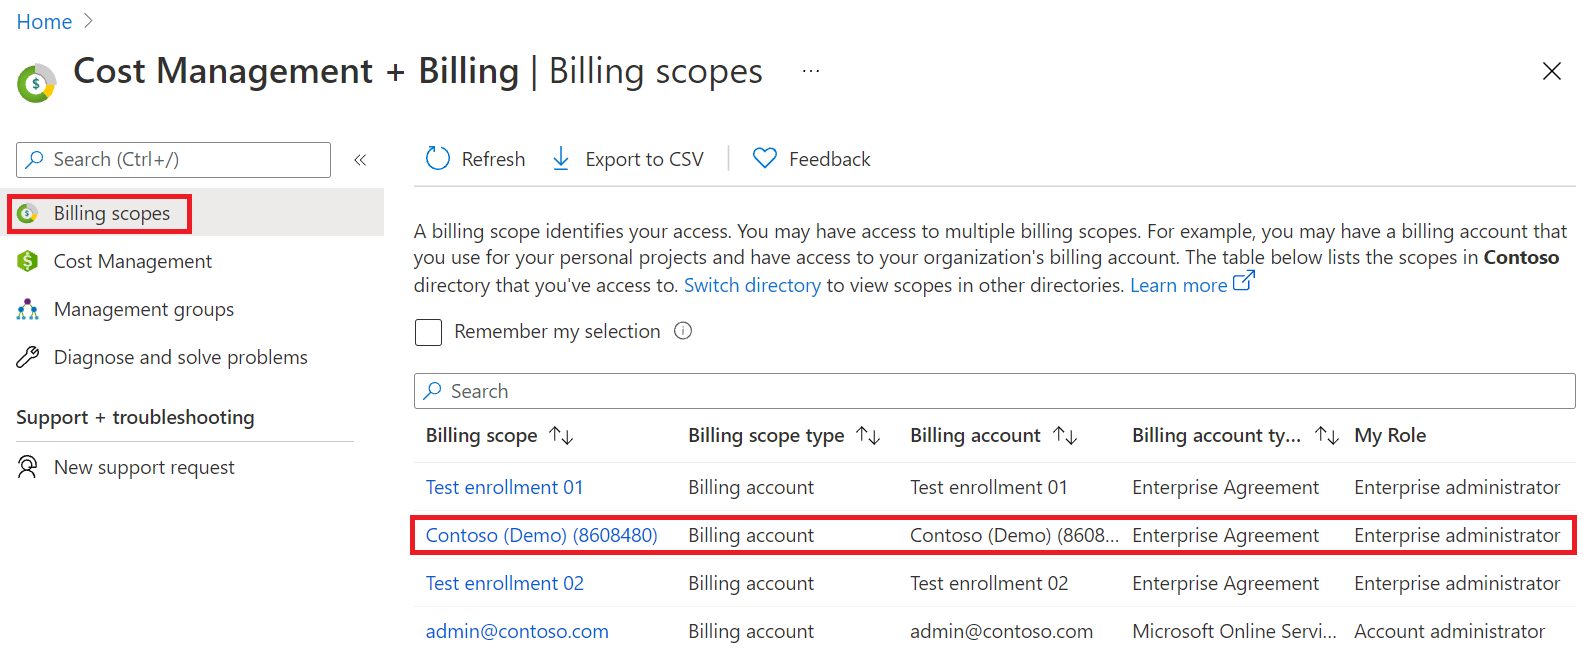 Home
Cost Management + Billing | Billing scopes ...
Search (Ctrl+/)
«
Refresh
Export to CSV
Feedback
Billing scopes
Cost Management
Management groups
Diagnose and solve problems
Support + troubleshooting
New support request
A billing scope identifies your access. You may have access to multiple billing scopes. For example, you may have a billing account that
you use for your personal projects and have access to your organization's billing account. The table below lists the scopes in Contoso
directory that you've access to. Switch directory to view scopes in other directories. Learn more
Remember my selection
Search
Billing scope ↑↓ Billing scope type ↑↓ Billing account ↑↓ Billing account ty... ↑↓ My Role
Test enrollment 01 Billing account Test enrollment 01 Enterprise Agreement Enterprise administrator
Contoso (Demo) (8608480) Billing account Contoso (Demo) (8608... Enterprise Agreement Enterprise administrator
Test enrollment 02 Billing account Test enrollment 02 Enterprise Agreement Enterprise administrator
admin@contoso.com Billing account admin@contoso.com Microsoft Online Servi... Account administrator